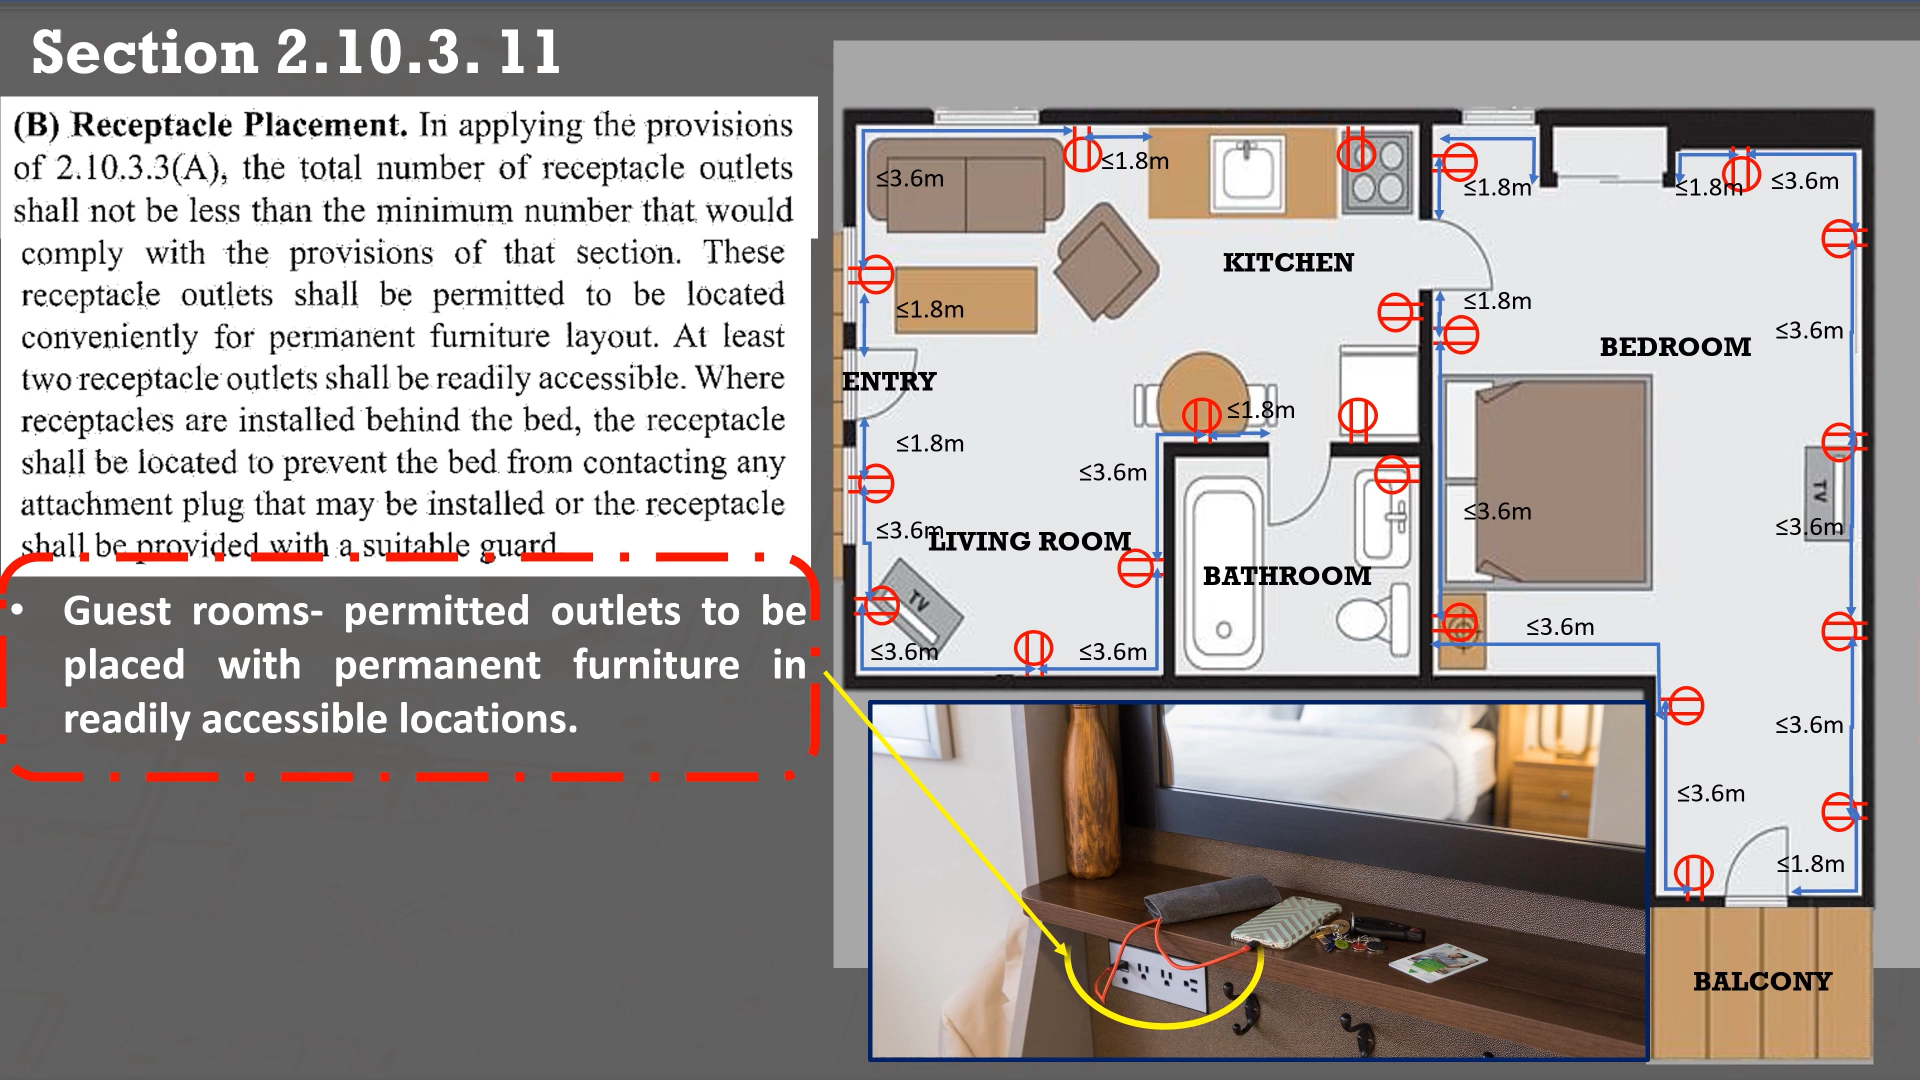 Section 2.10.3. 11
(B) Receptacle Placement. In applying the provisions
of 2.10.3.3(A), the total number of receptacle outlets
shall not be less than the minimum number that would
comply with the provisions of that section. These
receptacle outlets shall be permitted to be located
conveniently for permanent furniture layout. At least
two receptacle outlets shall be readily accessible. Where
receptacles are installed behind the bed, the receptacle
shall be located to prevent the bed from contacting any
attachment plug that may be installed or the receptacle
shall be provided with a suitable guard.
• Guest rooms- permitted outlets to be
placed with permanent furniture in
readily accessible locations.
≤3.6m
≤1.8m
≤1.8m
≤1.8m
≤3.6m
KITCHEN
≤1.8m
≤1.8m
BEDROOM
≤3.6m
ENTRY
≤1.8m
≤1.8m
≤3.6m
TV
≤3.6m
≤3.6m
≤3.6m
LIVING ROOM
BATHROOM
TV
≤3.6m
≤3.6m
≤3.6m
≤3.6m
≤3.6m
≤1.8m
BALCONY